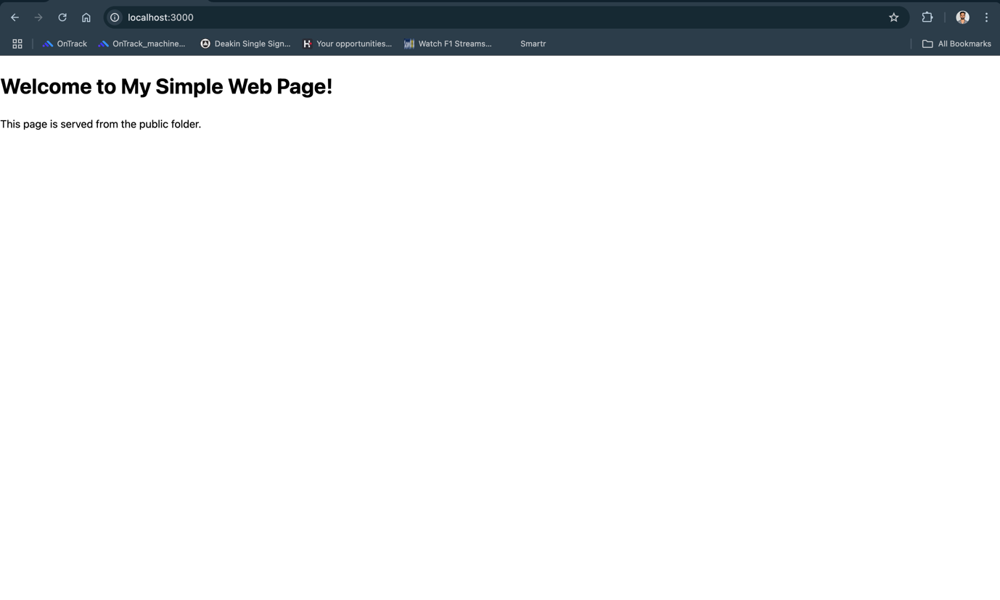 localhost:3000
OnTrack OnTrack_machine... Deakin Single Sign... Your opportunities... Watch F1 Streams... Smartr All Bookmarks
Welcome to My Simple Web Page!
This page is served from the public folder.